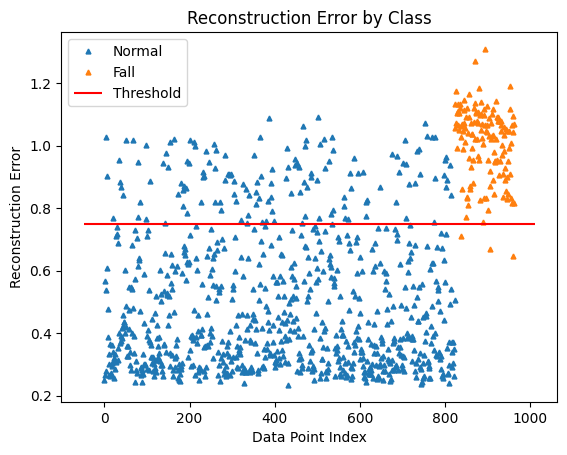 Reconstruction Error by Class
Normal
Fall
Threshold
Reconstruction Error
1.2
1.0
0.8
0.6
0.4
0.2
0
200
400
600
800
1000
Data Point Index